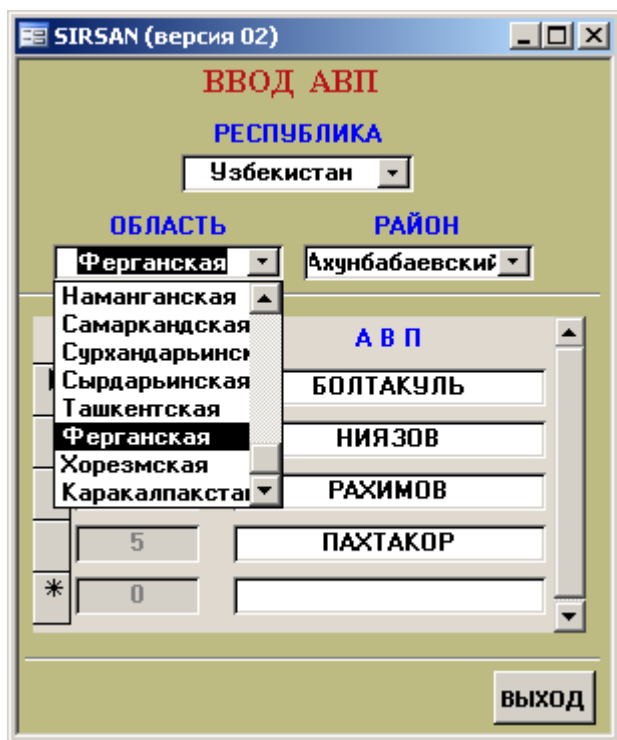 SIRSAN (версия 02)
ВВОД АВП
РЕСПУБЛИКА
Узбекистан
ОБЛАСТЬ РАЙОН
Ферганская Ахунбабаевский
Наманганская
Самаркандская
Сурхандарьинск
Сырдарьинская
Ташкентская
Ферганская
Хорезмская
Каракалпакста
А В П
БОЛТАКУЛЬ
НИЯЗОВ
РАХИМОВ
5 ПАХТАКОР
* 0
ВЫХОД